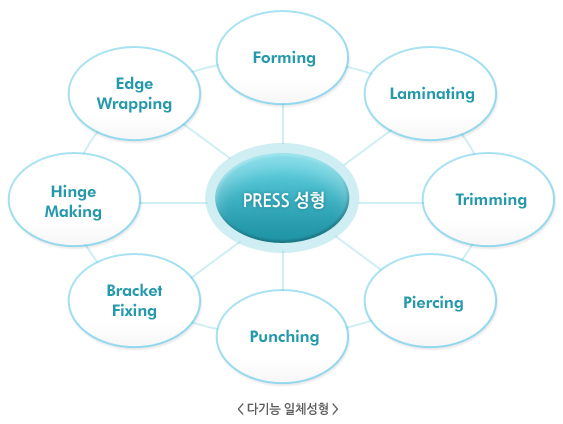 Forming
Edge
Wrapping
Laminating
Hinge
Making
PRESS 성형
Trimming
Bracket
Fixing
Piercing
Punching
< 다기능 일체성형 >